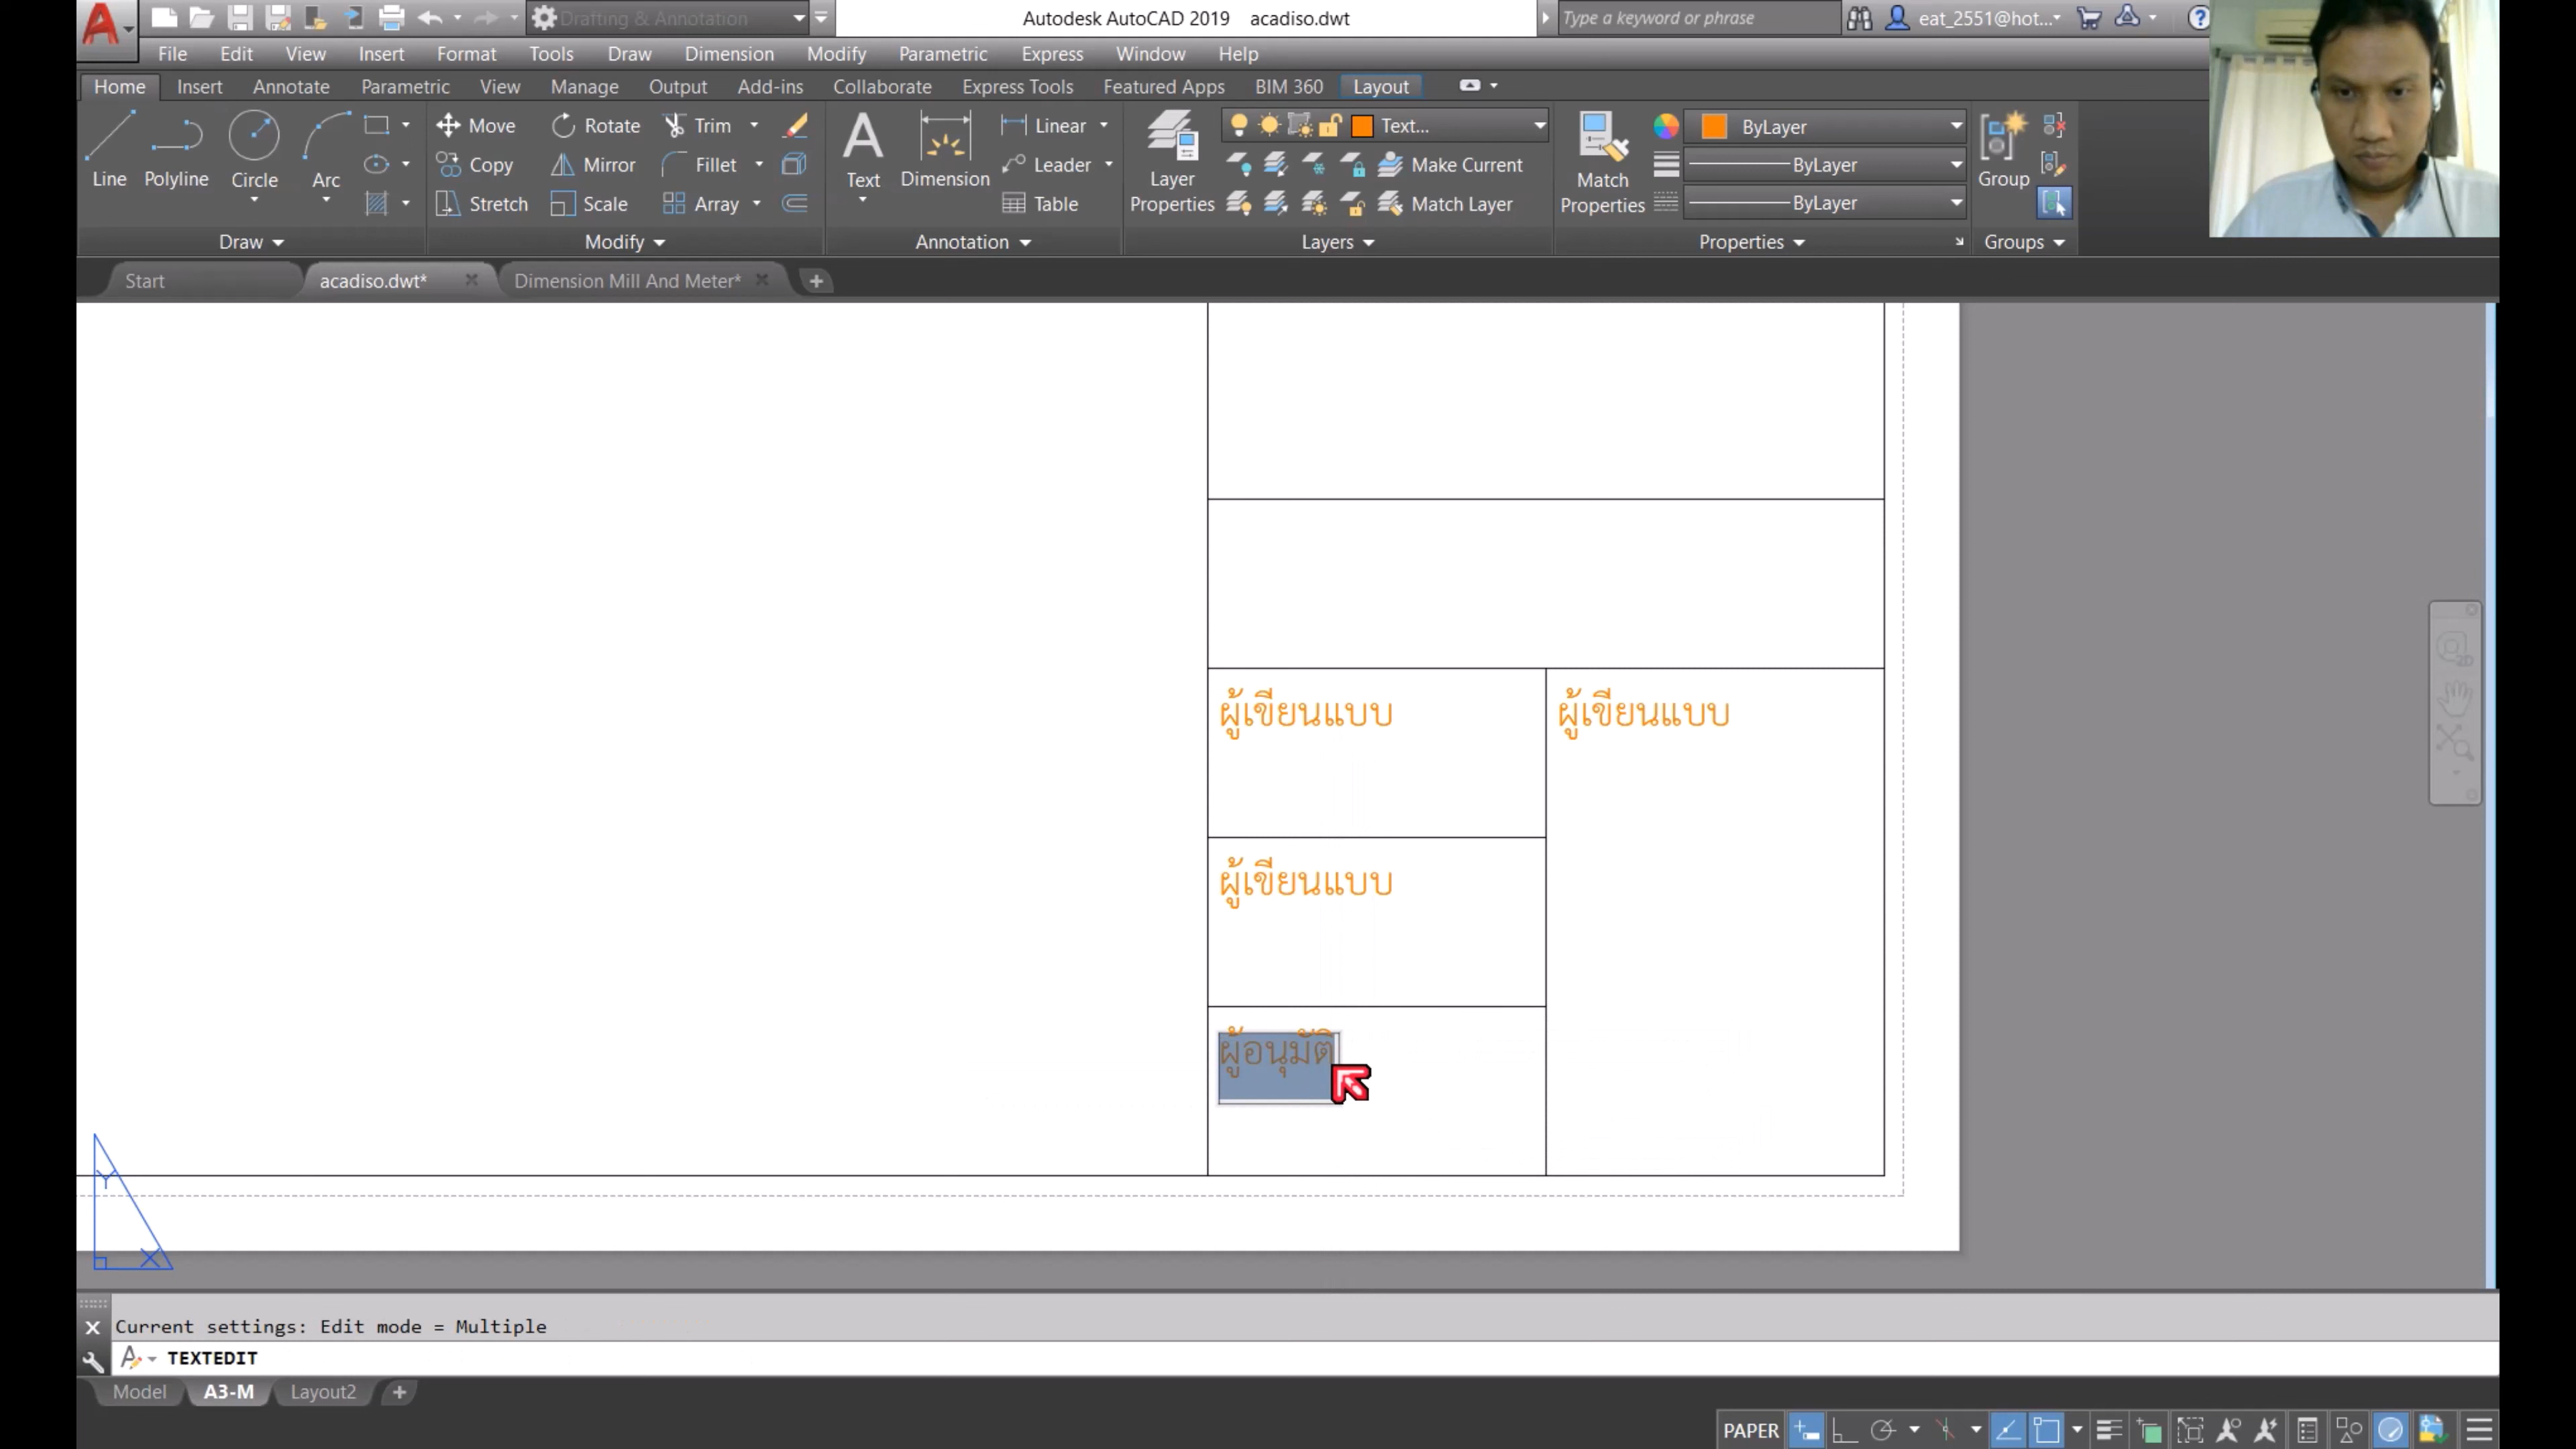 Drafting & Annotation
Autodesk AutoCAD 2019 acadiso.dwt
Type a keyword or phrase
eat_2551@hot...
File Edit View Insert Format Tools Draw Dimension Modify Parametric Express Window Help
Home Insert Annotate Parametric View Manage Output Add-ins Collaborate Express Tools Featured Apps BIM 360 Layout
Line Polyline Circle Arc
Move Rotate Trim
Copy Mirror Fillet
Stretch Scale Array
Text Dimension
Linear
Leader
Table
Layer Properties
Text...
Make Current
Match Layer
Match Properties
ByLayer
ByLayer
ByLayer
Group
Draw Modify Annotation Layers Properties Groups
Start acadiso.dwt* Dimension Mill And Meter*
ผู้เขียนแบบ ผู้เขียนแบบ
ผู้เขียนแบบ
ผู้อนุมัติ
Y
X
Current settings: Edit mode = Multiple
TEXTEDIT
Model A3-M Layout2
PAPER